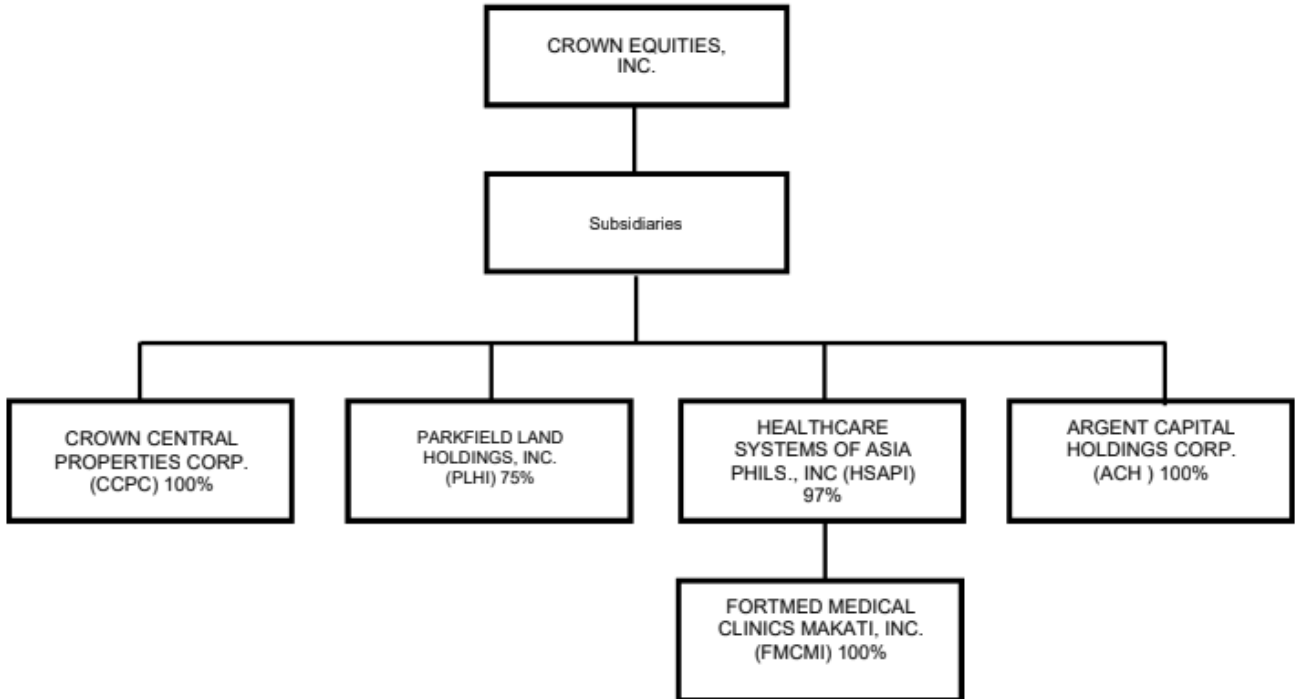 CROWN EQUITIES,
INC.
Subsidiaries
CROWN CENTRAL
PROPERTIES CORP.
(CCPC) 100%
PARKFIELD LAND
HOLDINGS, INC.
(PLHI) 75%
HEALTHCARE
SYSTEMS OF ASIA
PHILS., INC (HSAPI)
97%
ARGENT CAPITAL
HOLDINGS CORP.
(ACH ) 100%
FORTMED MEDICAL
CLINICS MAKATI, INC.
(FMCMI) 100%